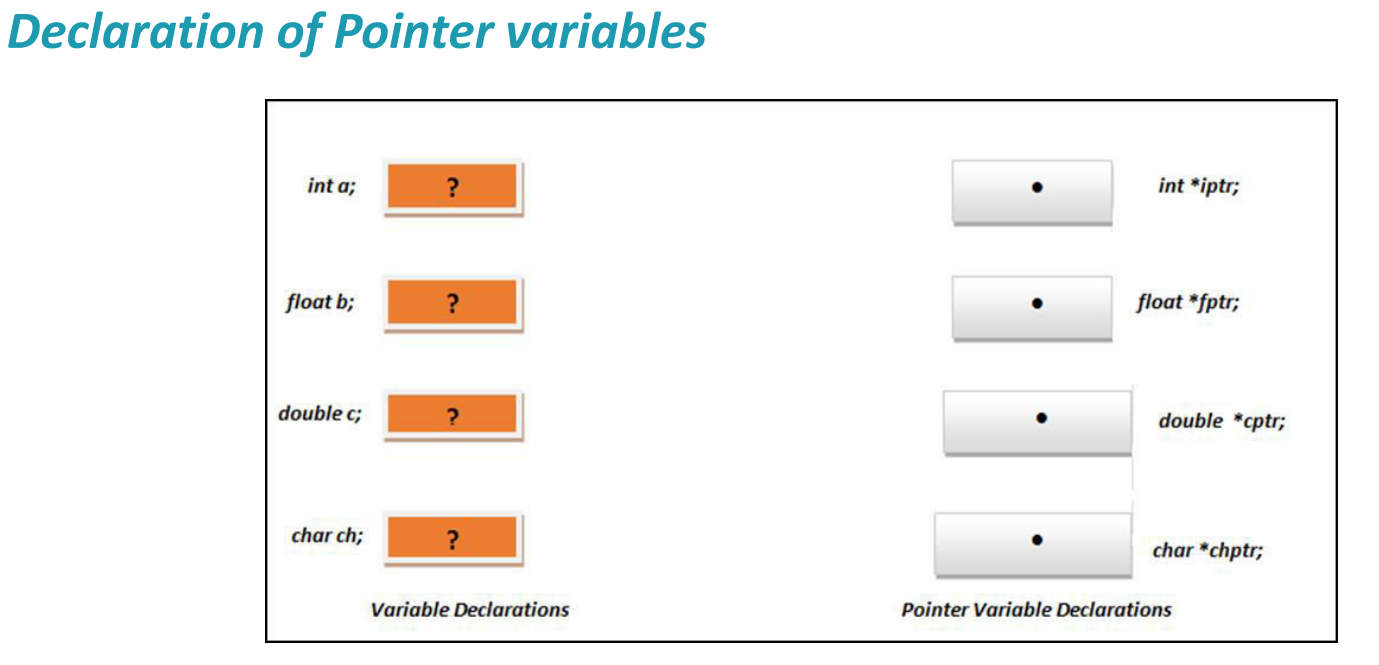 Declaration of Pointer variables
int a; ? int *iptr;
float b; ? float *fptr;
double c; ? double *cptr;
char ch; ? char *chptr;
Variable Declarations Pointer Variable Declarations